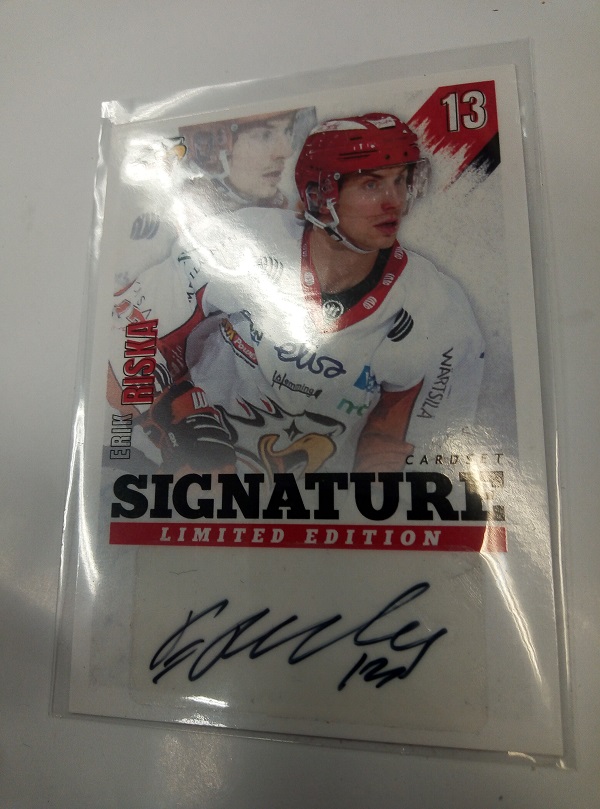 13
elisa
WÄRTSILÄ
ERIK
RISKA
CARDSET
SIGNATURE
LIMITED EDITION